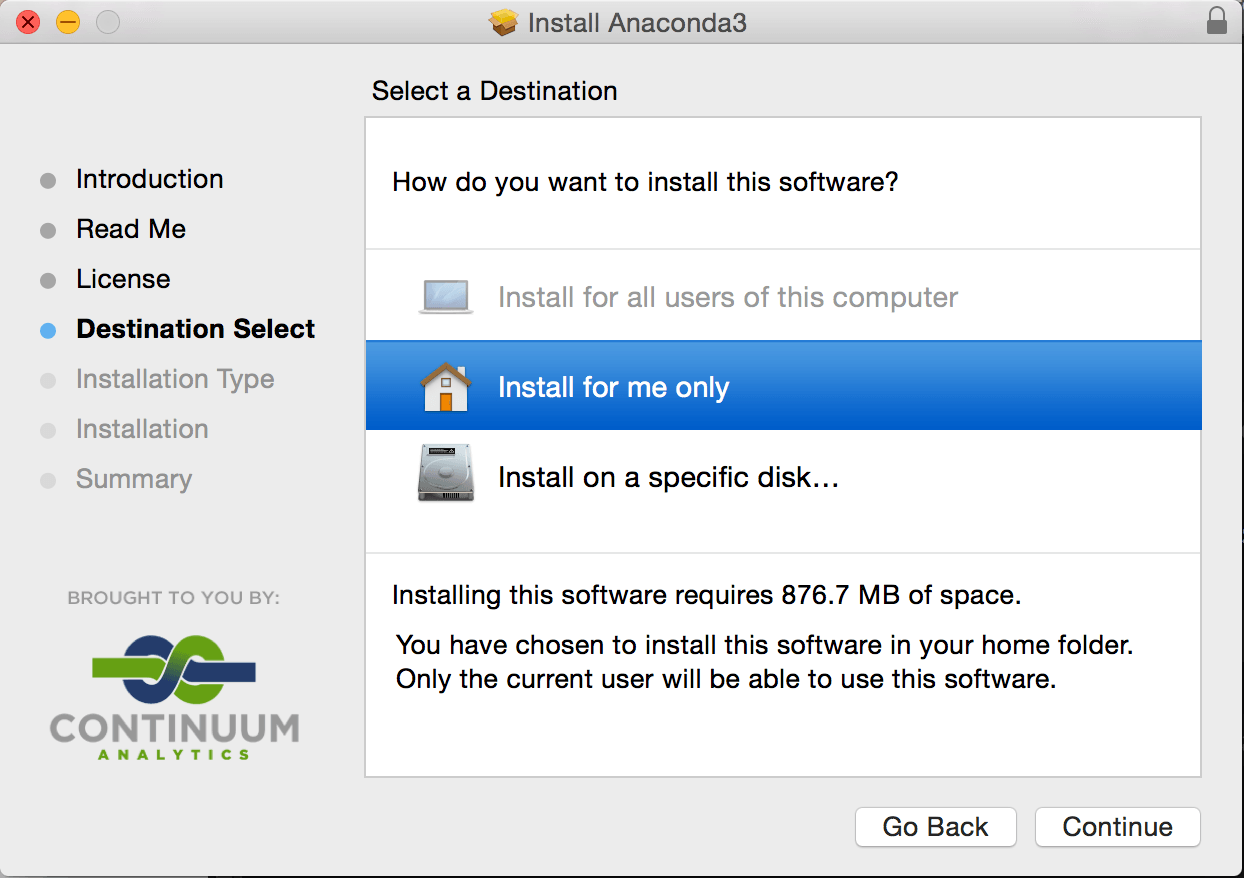 Install Anaconda3
Select a Destination
Introduction
Read Me
License
Destination Select
Installation Type
Installation
Summary
How do you want to install this software?
Install for all users of this computer
Install for me only
Install on a specific disk...
Installing this software requires 876.7 MB of space.
You have chosen to install this software in your home folder.
Only the current user will be able to use this software.
BROUGHT TO YOU BY:
CONTINUUM
ANALYTICS
Go Back
Continue